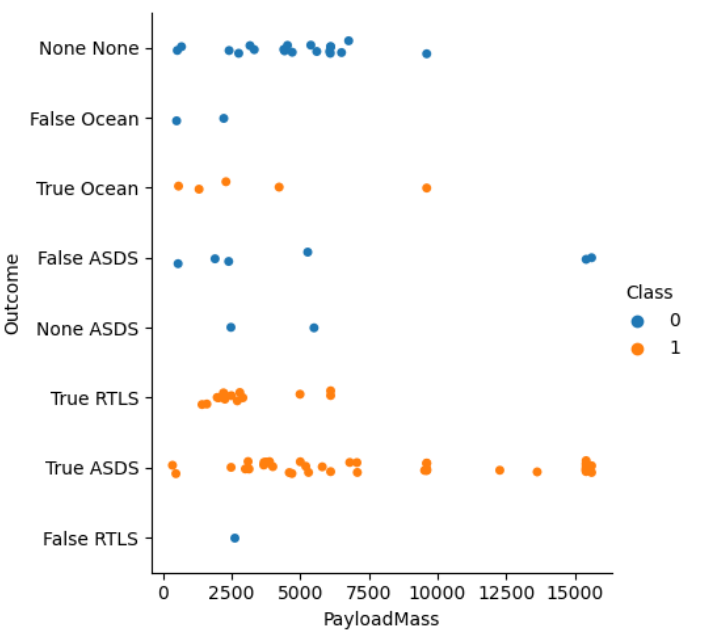 None None
False Ocean
True Ocean
False ASDS
None ASDS
True RTLS
True ASDS
False RTLS
Outcome
0 2500 5000 7500 10000 12500 15000
PayloadMass
Class
0
1